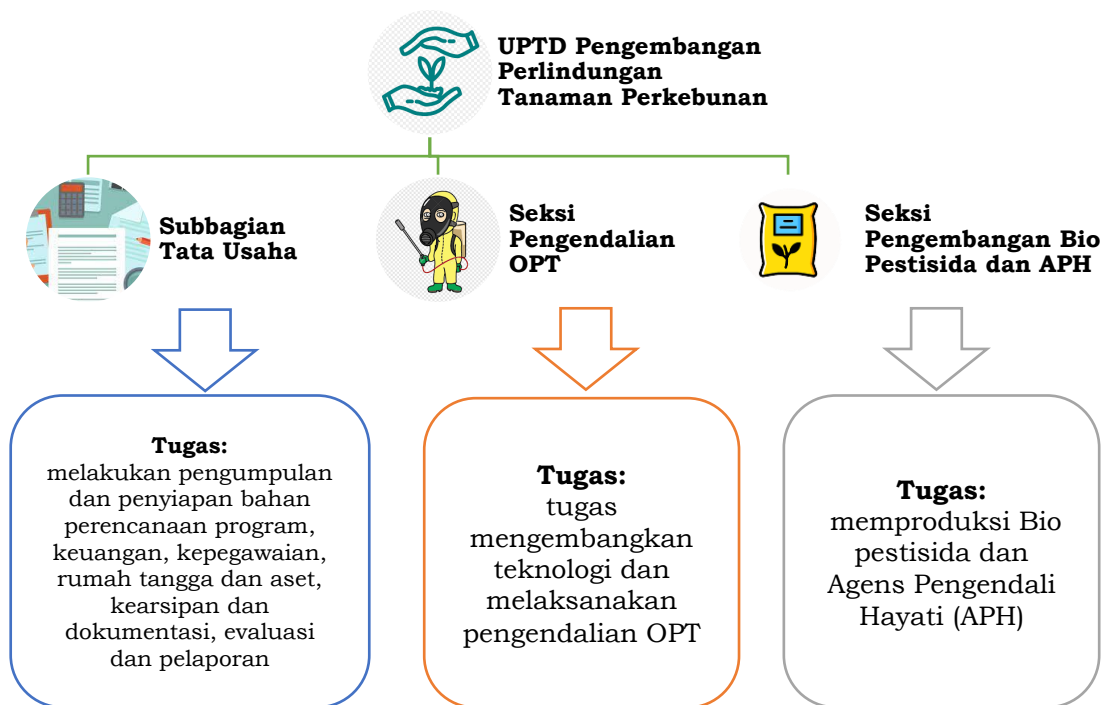 UPTD Pengembangan
Perlindungan
Tanaman Perkebunan
Subbagian
Tata Usaha
Seksi
Pengendalian
OPT
Seksi
Pengembangan Bio
Pestisida dan APH
Tugas:
melakukan pengumpulan
dan penyiapan bahan
perencanaan program,
keuangan, kepegawaian,
rumah tangga dan aset,
kearsipan dan
dokumentasi, evaluasi
dan pelaporan
Tugas:
tugas
mengembangkan
teknologi dan
melaksanakan
pengendalian OPT
Tugas:
memproduksi Bio
pestisida dan
Agens Pengendali
Hayati (APH)